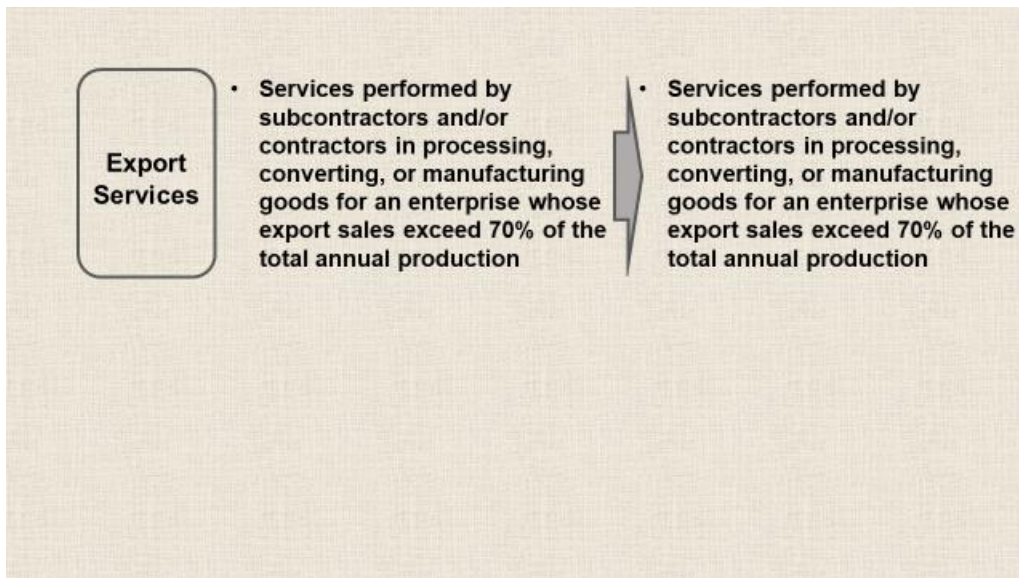 Export
Services
• Services performed by
subcontractors and/or
contractors in processing,
converting, or manufacturing
goods for an enterprise whose
export sales exceed 70% of the
total annual production
• Services performed by
subcontractors and/or
contractors in processing,
converting, or manufacturing
goods for an enterprise whose
export sales exceed 70% of the
total annual production